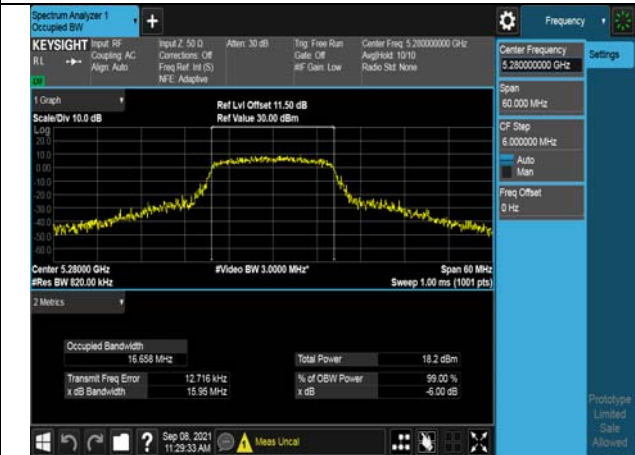 Spectrum Analyzer 1
Occupied BW
+
Frequency
KEYSIGHT
RL
Input: RF
Coupling: AC
Align: Auto
Input Z: 50 Ω
Corrections: Off
Freq Ref: Int (S)
NFE: Adaptive
Atten: 30 dB
Trig: Free Run
Gate: Off
#IF Gain: Low
Center Freq: 5.280000000 GHz
Avg|Hold: 10/10
Radio Std: None
Center Frequency
5.280000000 GHz
Settings
Span
60.000 MHz
CF Step
6.000000 MHz
Auto
Man
Freq Offset
0 Hz
1 Graph
Scale/Div 10.0 dB
Ref Lvl Offset 11.50 dB
Ref Value 30.00 dBm
Log
20.0
10.0
0.00
-10.0
-20.0
-30.0
-40.0
-50.0
-60.0
Center 5.28000 GHz
#Res BW 820.00 kHz
#Video BW 3.0000 MHz*
Span 60 MHz
Sweep 1.00 ms (1001 pts)
2 Metrics
Occupied Bandwidth
16.658 MHz
Total Power 18.2 dBm
Transmit Freq Error 12.716 kHz
% of OBW Power 99.00 %
x dB Bandwidth 15.95 MHz
x dB -6.00 dB
Sep 08, 2021
11:29:33 AM
Meas Uncal
Prototype
Limited
Sale
Allowed